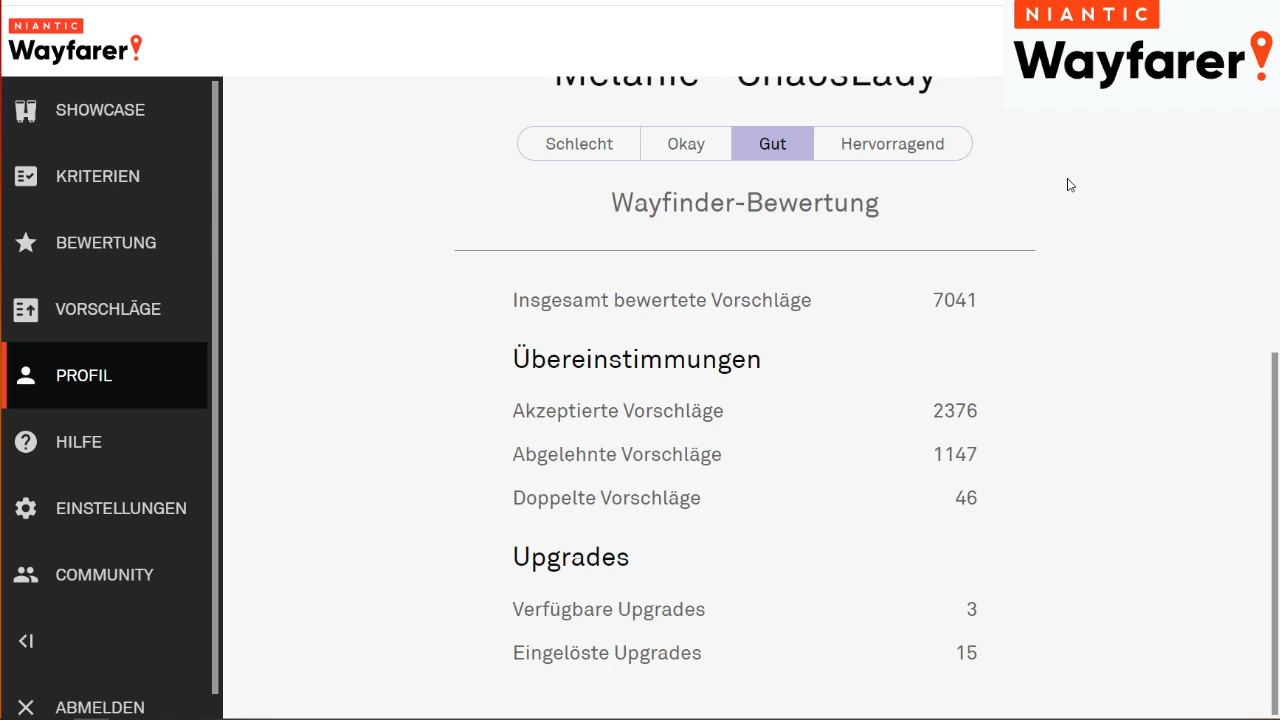 NIANTIC
Wayfarer
NIANTIC
Wayfarer
SHOWCASE
KRITERIEN
BEWERTUNG
VORSCHLÄGE
PROFIL
HILFE
EINSTELLUNGEN
COMMUNITY
ABMELDEN
Melanie - ChaosLady
Schlecht Okay Gut Hervorragend
Wayfinder-Bewertung
Insgesamt bewertete Vorschläge 7041
Übereinstimmungen
Akzeptierte Vorschläge 2376
Abgelehnte Vorschläge 1147
Doppelte Vorschläge 46
Upgrades
Verfügbare Upgrades 3
Eingelöste Upgrades 15